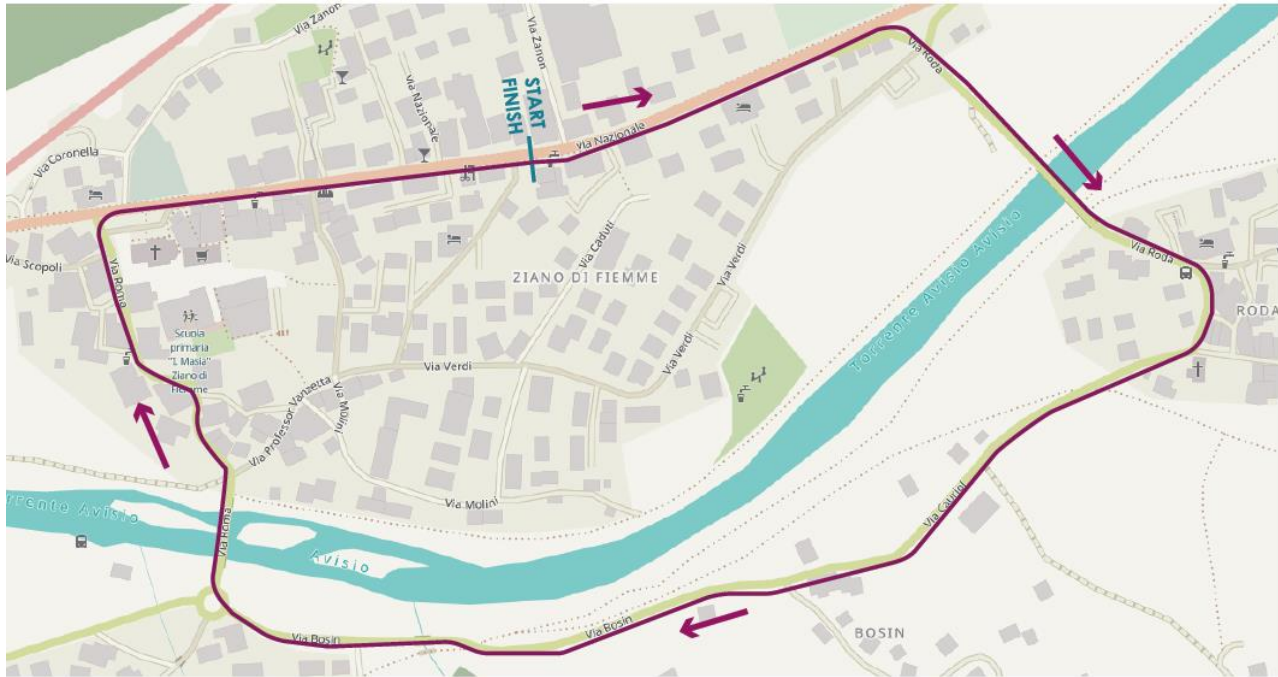 Via Zanon
Via Zanon
START
FINISH
Via Nazionale
Via Nazionale
Via Roda
Via Coronella
Via Scopoli
Via Roma
Via Caduti
ZIANO DI FIEMME
Via Verdi
Torrente Avisio Avisio
Via Roda
RODA
Scuola
primaria
"I. Masia"
Ziano di
Fiemme
Via Verdi
Via Verdi
Via Professor Vanzetta
Via Molini
Via Molini
Via Cauriol
rrente Avisio
Via Roma
Avisio
Via Bosin
Via Bosin
BOSIN